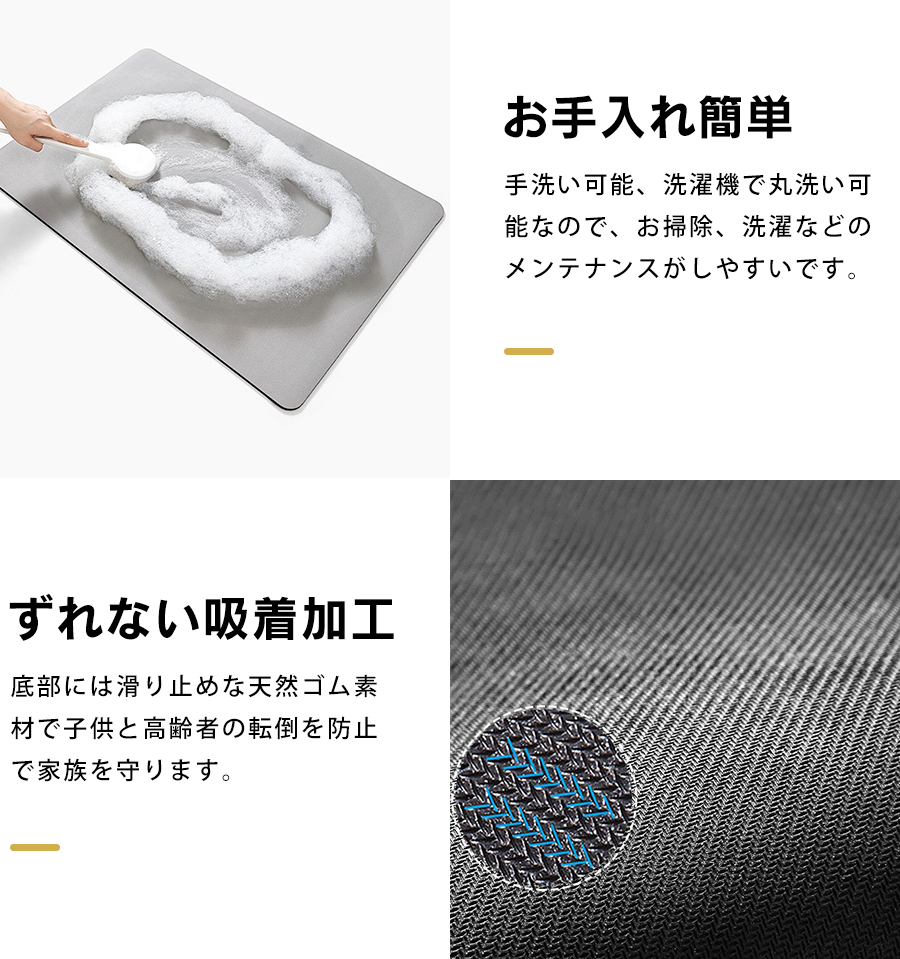 お手入れ簡単
手洗い可能、洗濯機で丸洗い可
能なので、お掃除、洗濯などの
メンテナンスがしやすいです。
ずれない吸着加工
底部には滑り止めな天然ゴム素
材で子供と高齢者の転倒を防止
で家族を守ります。